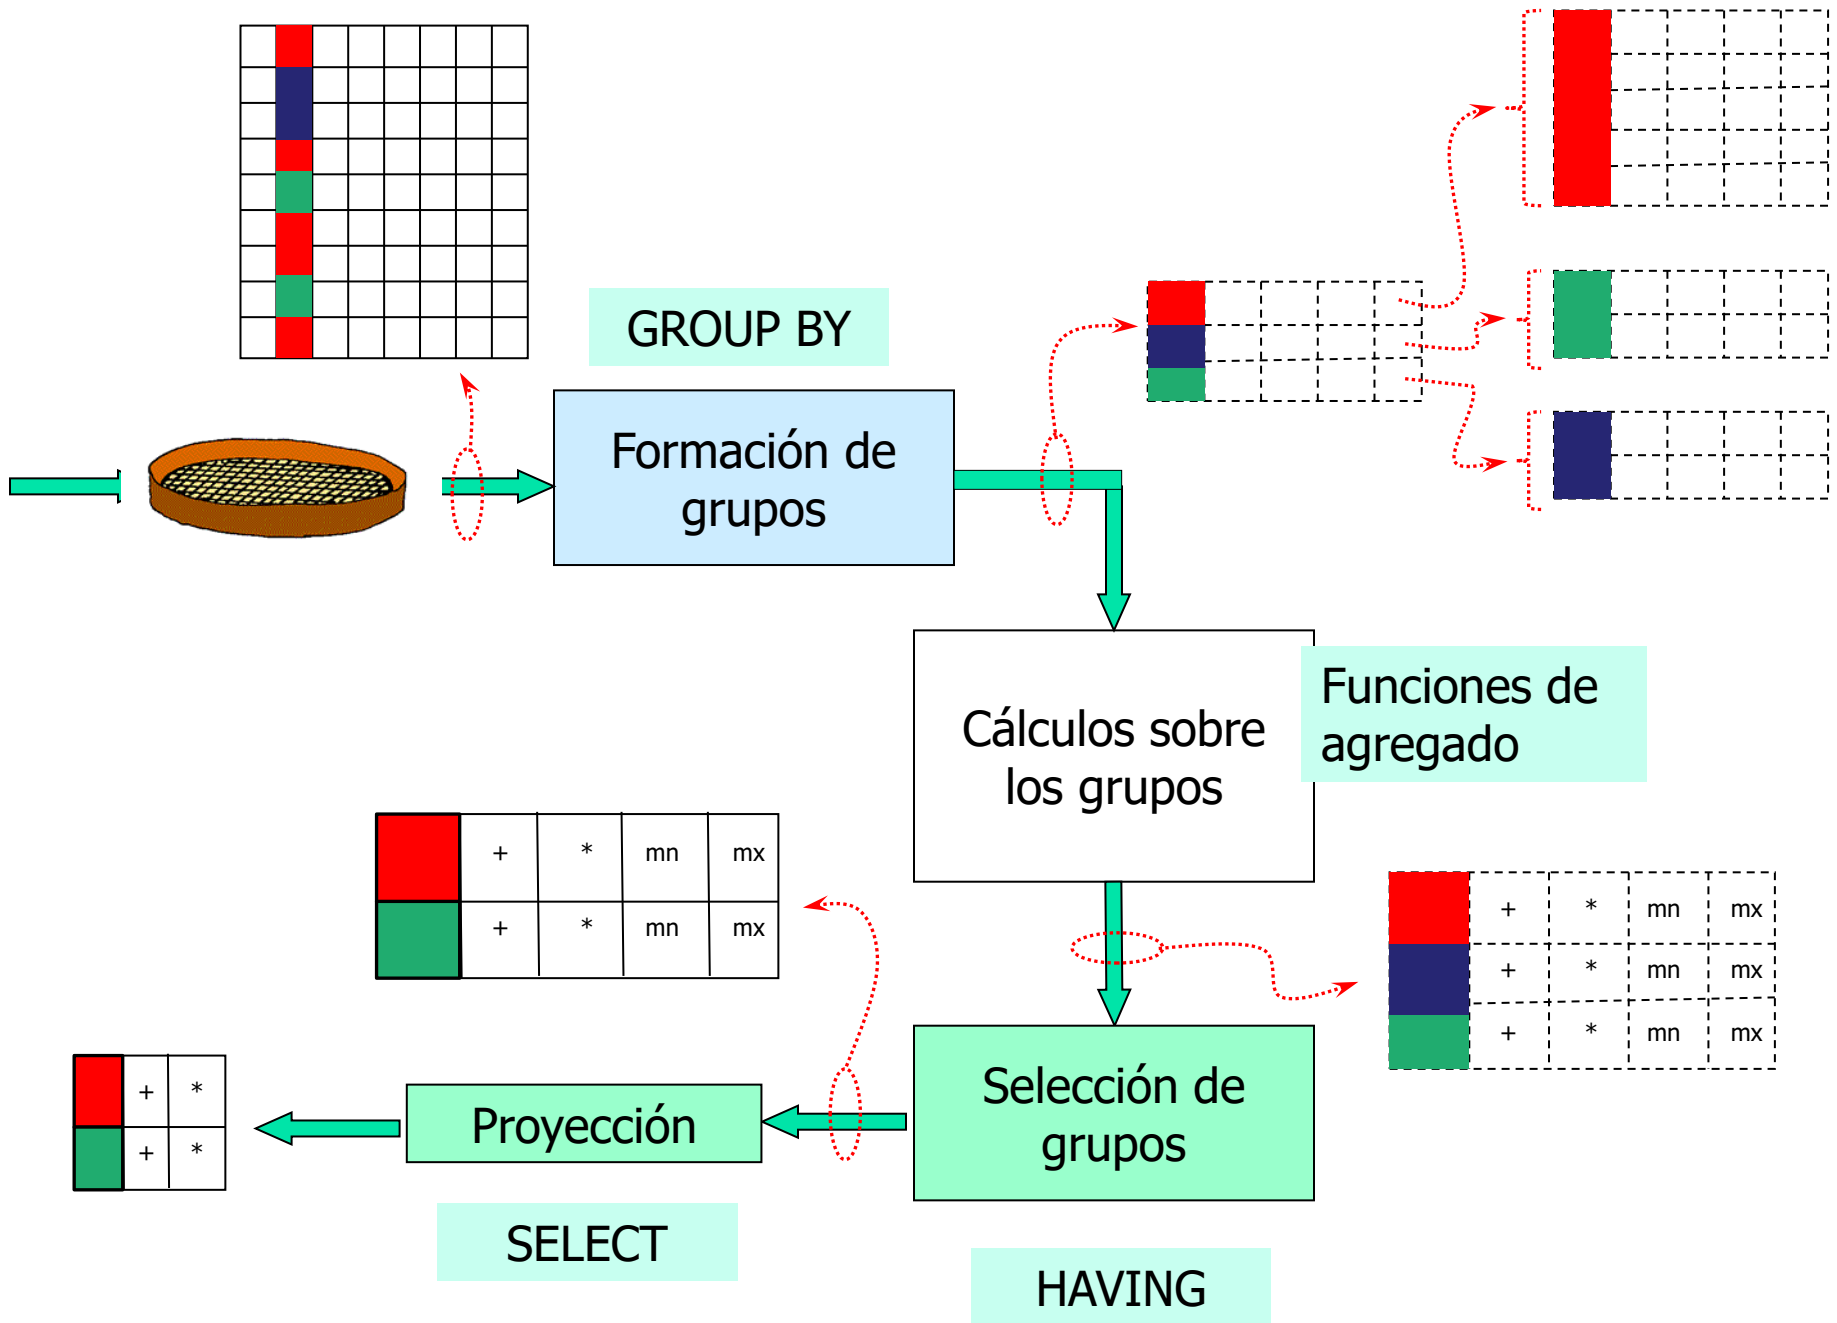 GROUP BY
Formación de
grupos
Cálculos sobre
los grupos
Funciones de
agregado
+ * mn mx
+ * mn mx
+ * mn mx
+ * mn mx
+ * mn mx
Selección de
grupos
HAVING
Proyección
SELECT
+ *
+ *